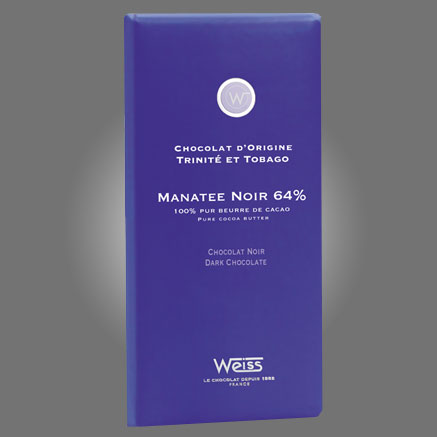 W
CHOCOLAT D'ORIGINE
TRINITÉ ET TOBAGO
MANATEE NOIR 64%
100% PUR BEURRE DE CACAO
PURE COCOA BUTTER
CHOCOLAT NOIR
DARK CHOCOLATE
Weiss
LE CHOCOLAT DEPUIS 1882
FRANCE